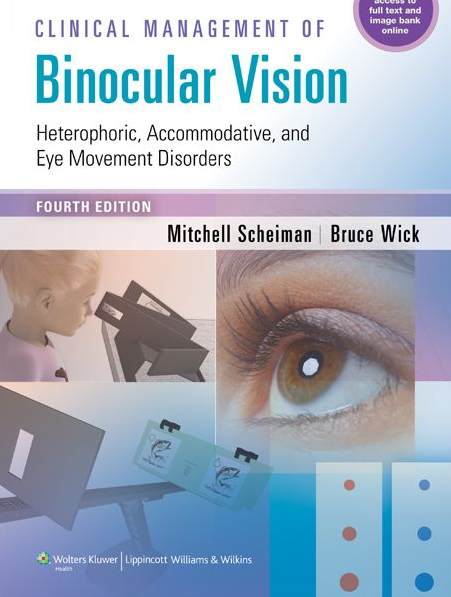 access to
full text and
image bank
online
CLINICAL MANAGEMENT OF
Binocular Vision
Heterophoric, Accommodative, and
Eye Movement Disorders
FOURTH EDITION
Mitchell Scheiman | Bruce Wick
Wolters Kluwer | Lippincott Williams & Wilkins
Health